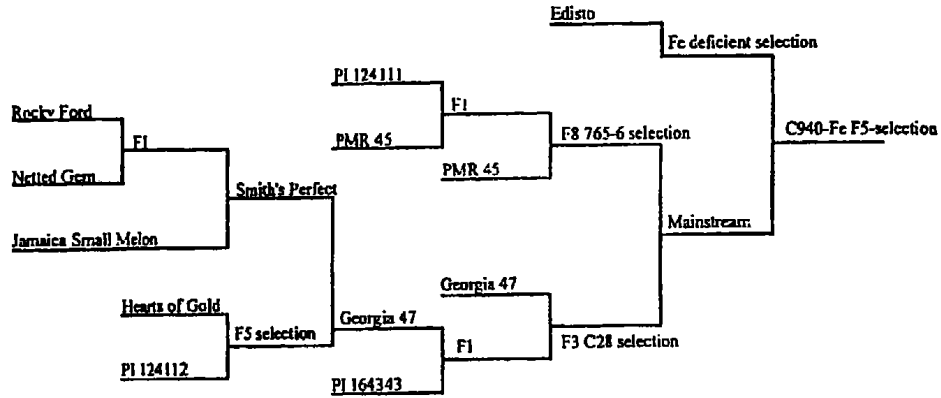 Edisto
Fe deficient selection
PI 124111
F1
Rocky Ford
F1
PMR 45
F8 765-6 selection
C940-Fe F5-selection
Netted Gem
PMR 45
Smith's Perfect
Mainstream
Jamaica Small Melon
Georgia 47
Hearts of Gold
F5 selection
Georgia 47
F1
F3 C28 selection
PI 124112
PI 164343